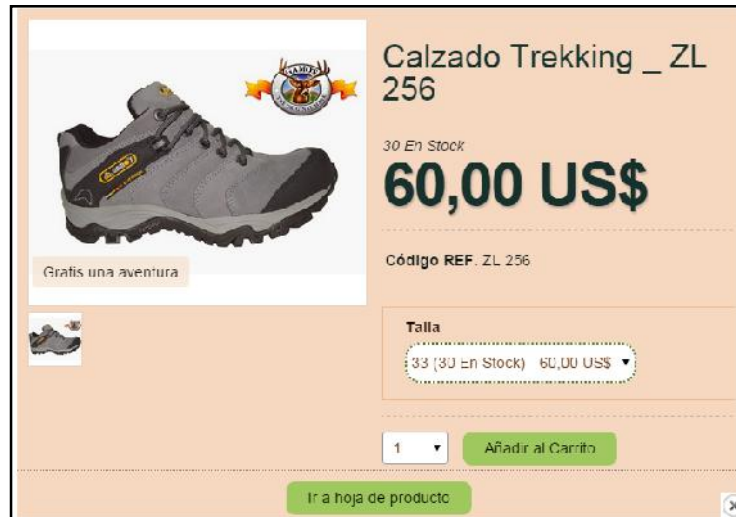 Calzado Trekking _ ZL
256
30 En Stock
60,00 US$
Gratis una aventura
Código REF. ZL 256
Talla
33 (30 En Stock) 60,00 US$
1
Añadir al Carrito
Ir a hoja de producto